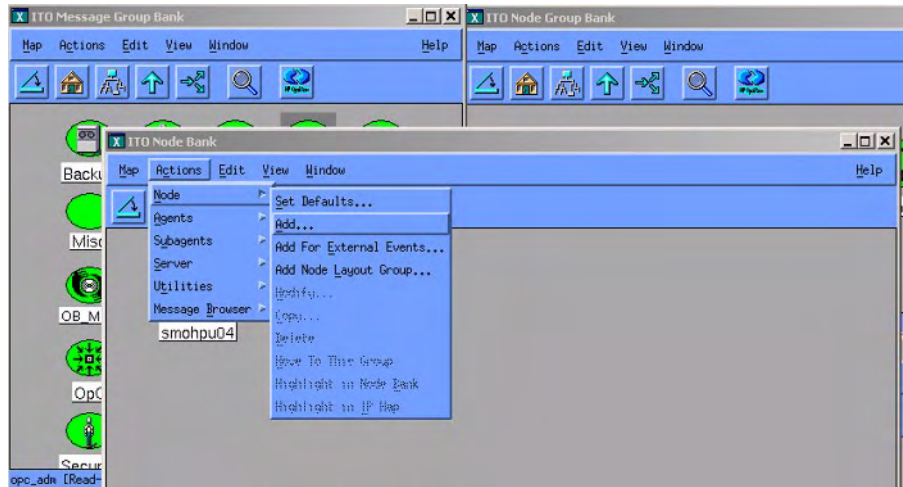 ITO Message Group Bank
Map Actions Edit View Window Help
ITO Node Group Bank
Map Actions Edit View Window
ITO Node Bank
Map Actions Edit View Window Help
Node
Agents
Subagents
Server
Utilities
Message Browser
Set Defaults...
Add...
Add For External Events...
Add Node Layout Group...
Modify...
Copy...
Delete
Move To This Group
Highlight in Node Bank
Highlight in IP Map
smohpu04
Backu
Misc
OB_M
OpC
Secur
opc_adm [Read-